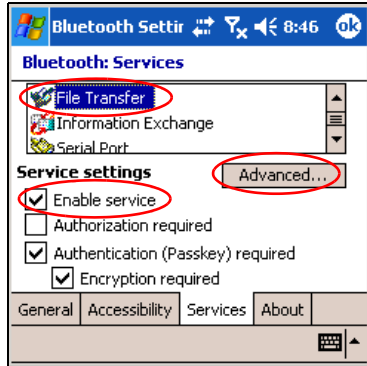 Bluetooth Settir 8:46 ok
Bluetooth: Services
File Transfer
Information Exchange
Serial Port
Service settings Advanced...
Enable service
Authorization required
Authentication (Passkey) required
Encryption required
General Accessibility Services About